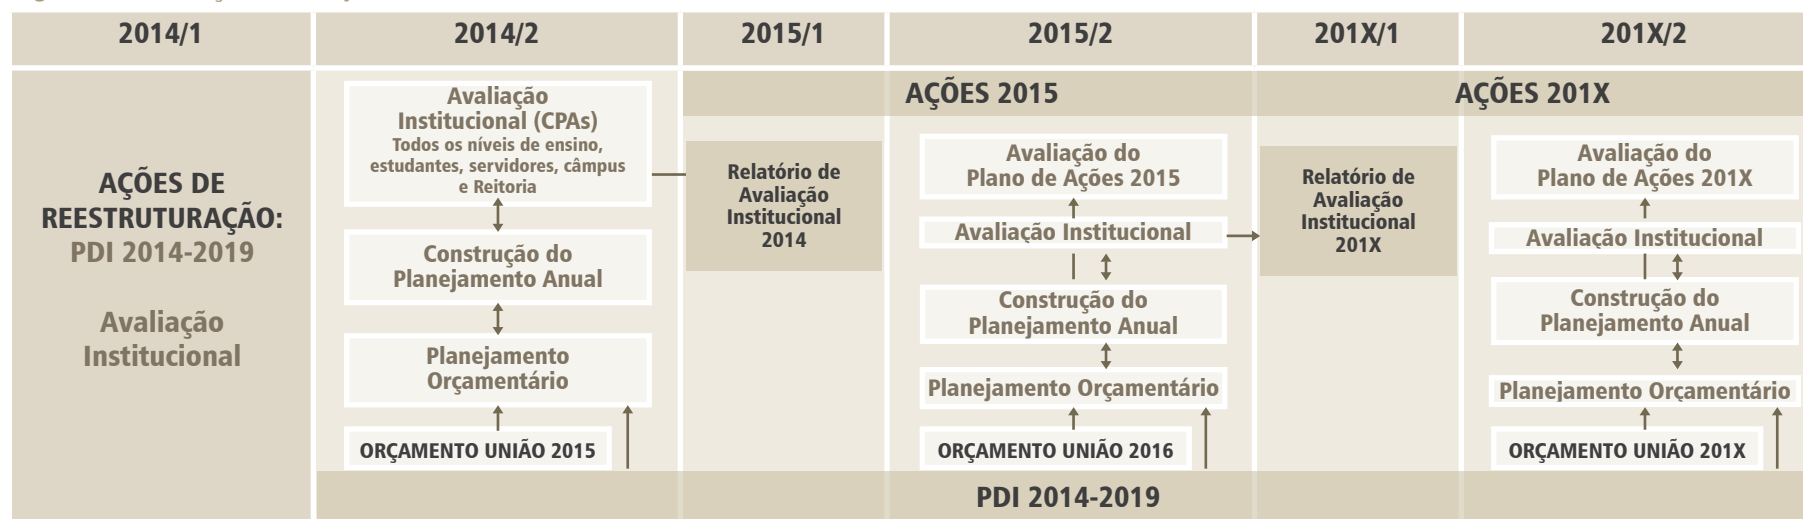 2014/1
2014/2
2015/1
2015/2
201X/1
201X/2
AÇÕES DE
REESTRUTURAÇÃO:
PDI 2014-2019
Avaliação
Institucional
Avaliação
Institucional (CPAs)
Todos os níveis de ensino,
estudantes, servidores, câmpus
e Reitoria
Construção do
Planejamento Anual
Planejamento
Orçamentário
ORÇAMENTO UNIÃO 2015
AÇÕES 2015
Relatório de
Avaliação
Institucional
2014
Avaliação do
Plano de Ações 2015
Avaliação Institucional
Construção do
Planejamento Anual
Planejamento Orçamentário
ORÇAMENTO UNIÃO 2016
AÇÕES 201X
Relatório de
Avaliação
Institucional
201X
Avaliação do
Plano de Ações 201X
Avaliação Institucional
Construção do
Planejamento Anual
Planejamento Orçamentário
ORÇAMENTO UNIÃO 201X
PDI 2014-2019